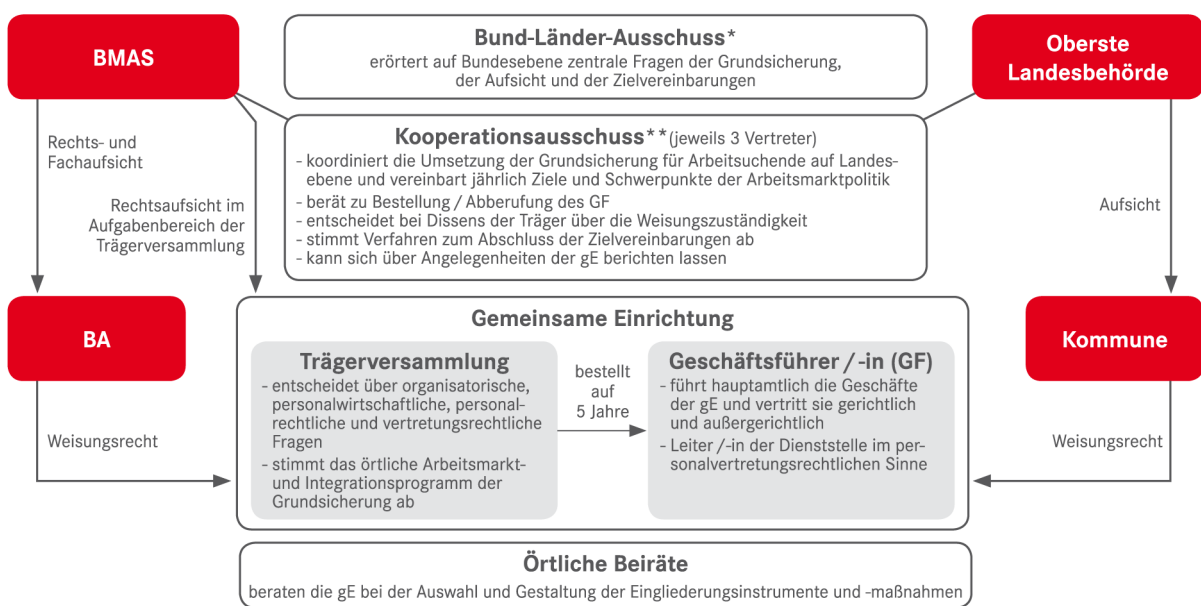 BMAS
Bund-Länder-Ausschuss*
erörtert auf Bundesebene zentrale Fragen der Grundsicherung,
der Aufsicht und der Zielvereinbarungen
Oberste
Landesbehörde
Rechts- und
Fachaufsicht
Rechtsaufsicht im
Aufgabenbereich der
Trägerversammlung
Kooperationsausschuss** (jeweils 3 Vertreter)
- koordiniert die Umsetzung der Grundsicherung für Arbeitsuchende auf Landes-
ebene und vereinbart jährlich Ziele und Schwerpunkte der Arbeitsmarktpolitik
- berät zu Bestellung / Abberufung des GF
- entscheidet bei Dissens der Träger über die Weisungszuständigkeit
- stimmt Verfahren zum Abschluss der Zielvereinbarungen ab
- kann sich über Angelegenheiten der gE berichten lassen
Aufsicht
BA
Gemeinsame Einrichtung
Kommune
Trägerversammlung
- entscheidet über organisatorische,
personalwirtschaftliche, personal-
rechtliche und vertretungsrechtliche
Fragen
- stimmt das örtliche Arbeitsmarkt-
und Integrationsprogramm der
Grundsicherung ab
bestellt
auf
5 Jahre
Geschäftsführer / -in (GF)
- führt hauptamtlich die Geschäfte
der gE und vertritt sie gerichtlich
und außergerichtlich
- Leiter / -in der Dienststelle im per-
sonalvertretungsrechtlichen Sinne
Weisungsrecht
Weisungsrecht
Örtliche Beiräte
beraten die gE bei der Auswahl und Gestaltung der Eingliederungsinstrumente und -maßnahmen